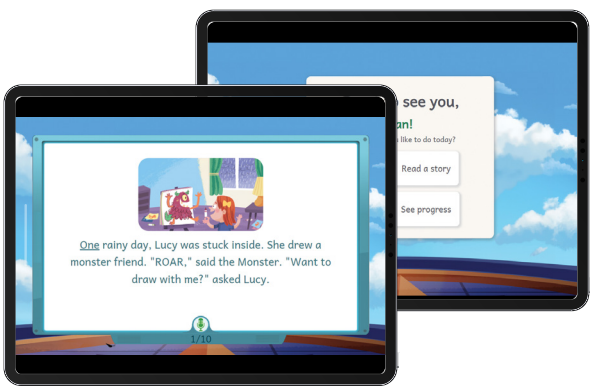 see you,
an!
like to do today?
Read a story
See progress
One rainy day, Lucy was stuck inside. She drew a
monster friend. "ROAR," said the Monster. "Want to
draw with me?" asked Lucy.
1/10